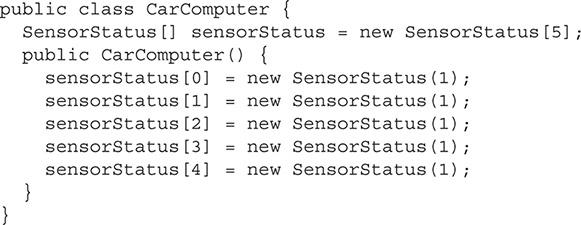 public class CarComputer {
  SensorStatus[] sensorStatus = new SensorStatus[5];
  public CarComputer() {
    sensorStatus[0] = new SensorStatus(1);
    sensorStatus[1] = new SensorStatus(1);
    sensorStatus[2] = new SensorStatus(1);
    sensorStatus[3] = new SensorStatus(1);
    sensorStatus[4] = new SensorStatus(1);
  }
}